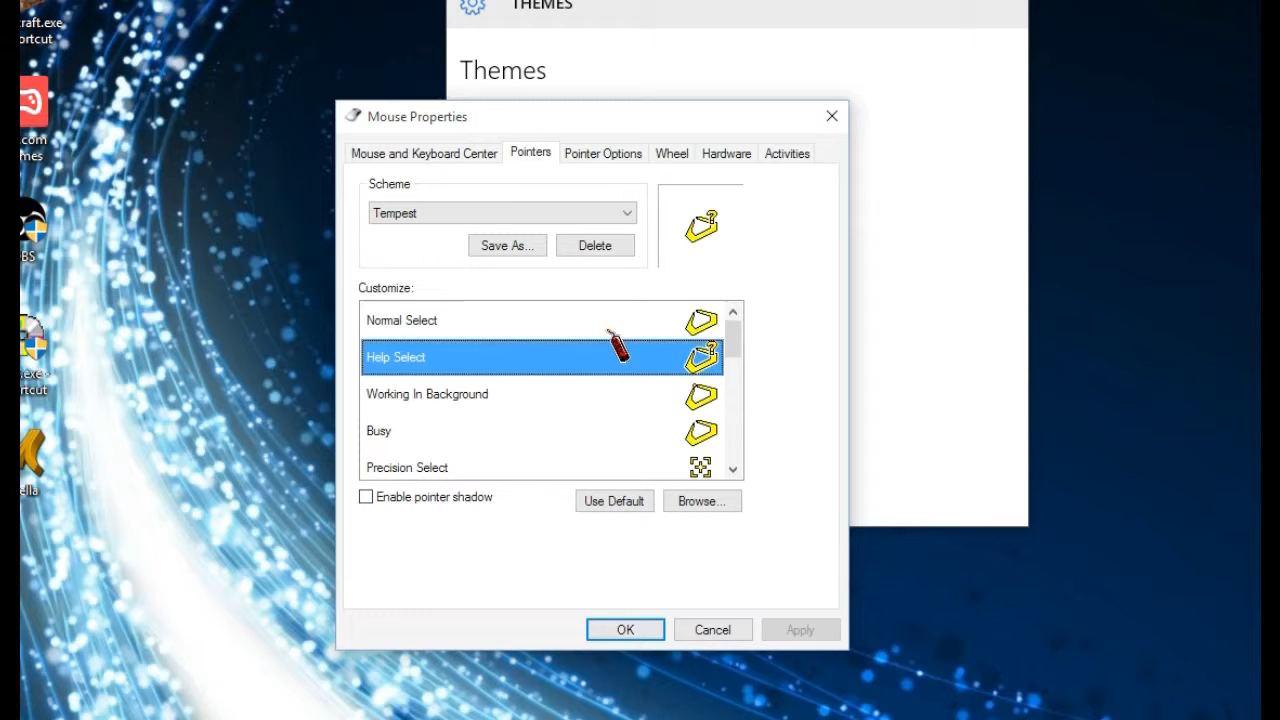 craft.exe
ortcut
THEMES
Themes
.com
mes
BS
.exe -
rtcut
ella
Mouse Properties
Mouse and Keyboard Center
Pointers
Pointer Options
Wheel
Hardware
Activities
Scheme
Tempest
Save As...
Delete
Customize:
Normal Select
Help Select
Working In Background
Busy
Precision Select
Enable pointer shadow
Use Default
Browse...
OK
Cancel
Apply